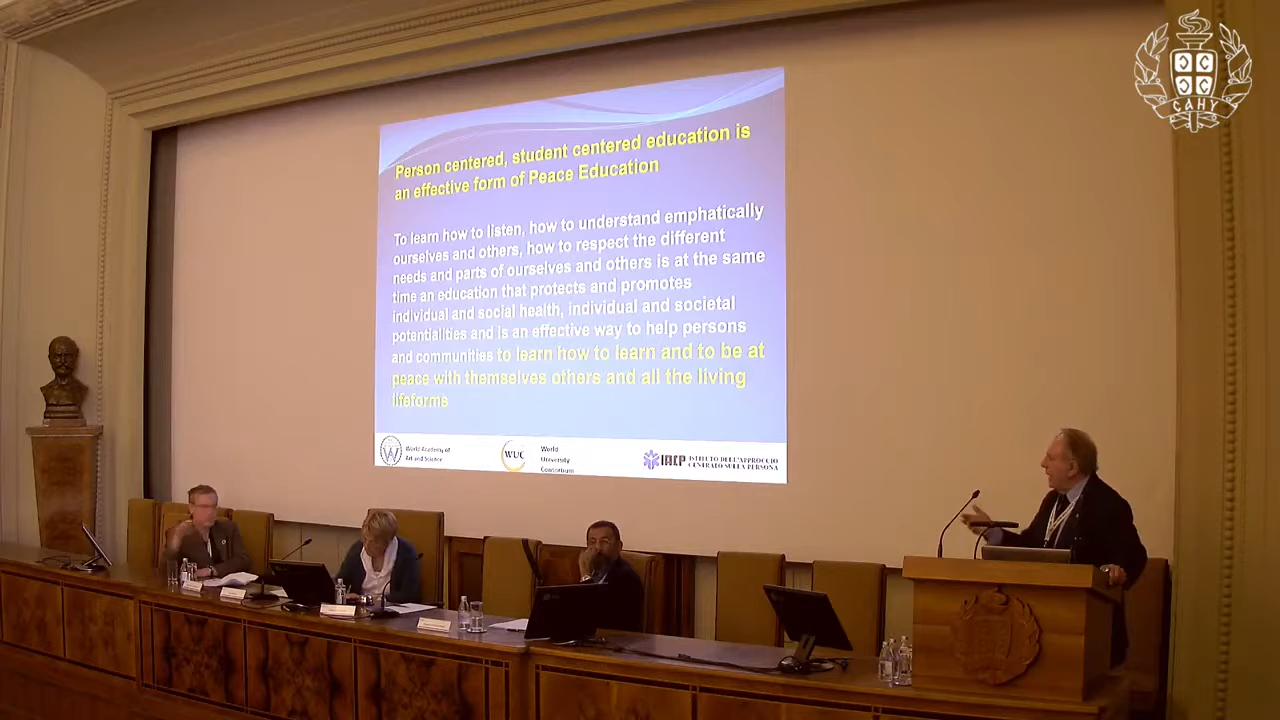 САНУ
Person centered, student centered education is
an effective form of Peace Education
To learn how to listen, how to understand emphatically
ourselves and others, how to respect the different
needs and parts of ourselves and others is at the same
time an education that protects and promotes
individual and social health, individual and societal
potentialities and is an effective way to help persons
and communities to learn how to learn and to be at
peace with themselves others and all the living
lifeforms
World Academy of
Art and Science
WUC
World
University
Consortium
IACP
ISTITUTO DELL'APPROCCIO
CENTRATO SULLA PERSONA